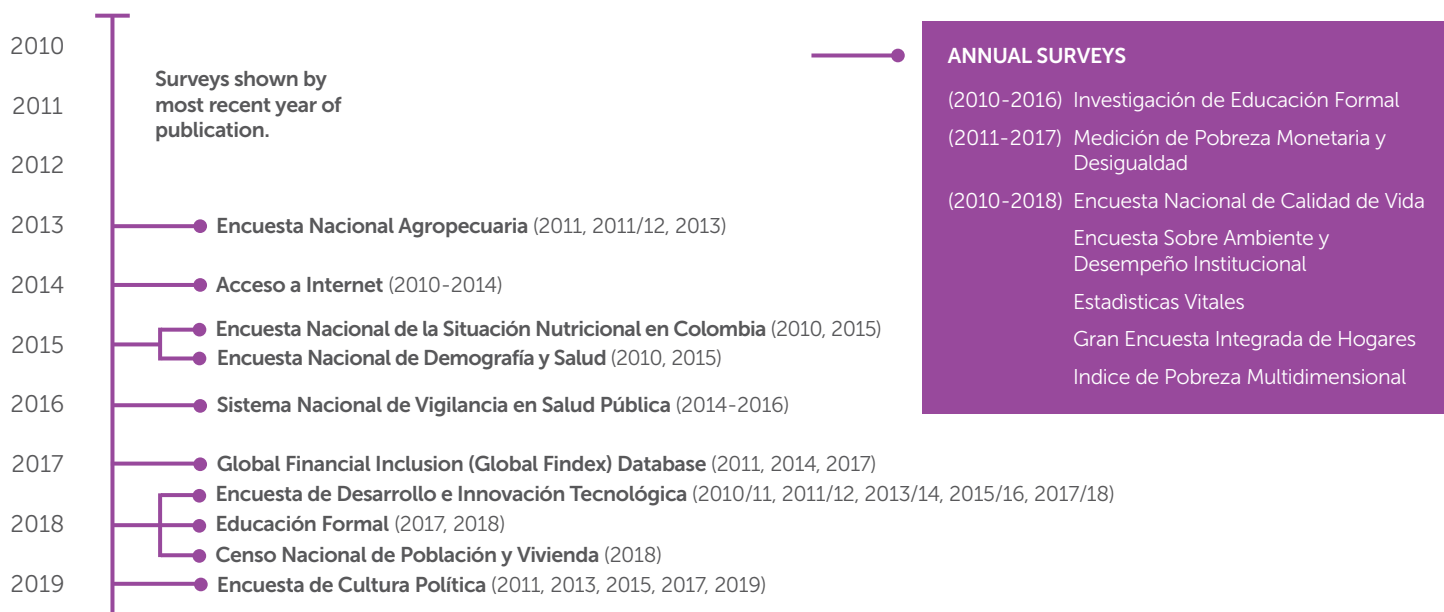 2010
2011
2012
2013
2014
2015
2016
2017
2018
2019
Surveys shown by
most recent year of
publication.
Encuesta Nacional Agropecuaria (2011, 2011/12, 2013)
Acceso a Internet (2010-2014)
Encuesta Nacional de la Situación Nutricional en Colombia (2010, 2015)
Encuesta Nacional de Demografía y Salud (2010, 2015)
Sistema Nacional de Vigilancia en Salud Pública (2014-2016)
Global Financial Inclusion (Global Findex) Database (2011, 2014, 2017)
Encuesta de Desarrollo e Innovación Tecnológica (2010/11, 2011/12, 2013/14, 2015/16, 2017/18)
Educación Formal (2017, 2018)
Censo Nacional de Población y Vivienda (2018)
Encuesta de Cultura Política (2011, 2013, 2015, 2017, 2019)
ANNUAL SURVEYS
(2010-2016) Investigación de Educación Formal
(2011-2017) Medición de Pobreza Monetaria y
Desigualdad
(2010-2018) Encuesta Nacional de Calidad de Vida
Encuesta Sobre Ambiente y
Desempeño Institucional
Estadìsticas Vitales
Gran Encuesta Integrada de Hogares
Indice de Pobreza Multidimensional